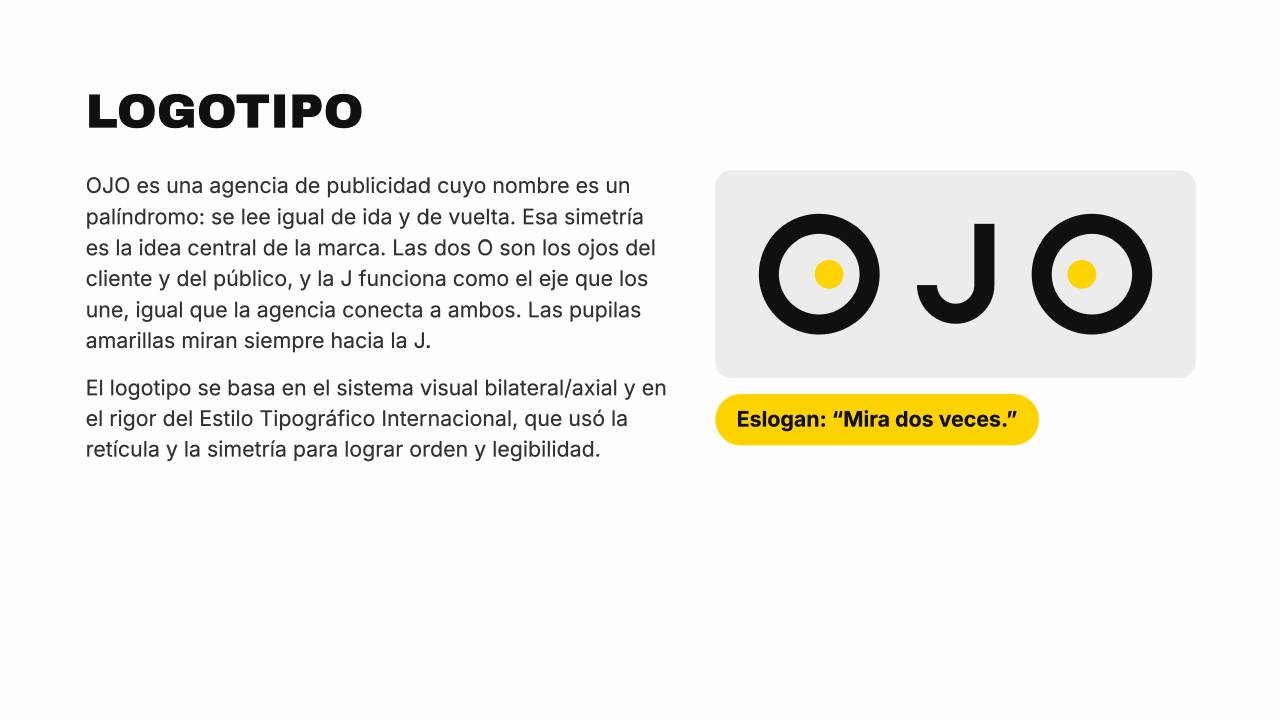 LOGOTIPO
OJO es una agencia de publicidad cuyo nombre es un
palíndromo: se lee igual de ida y de vuelta. Esa simetría
es la idea central de la marca. Las dos O son los ojos del
cliente y del público, y la J funciona como el eje que los
une, igual que la agencia conecta a ambos. Las pupilas
amarillas miran siempre hacia la J.
El logotipo se basa en el sistema visual bilateral/axial y en
el rigor del Estilo Tipográfico Internacional, que usó la
retícula y la simetría para lograr orden y legibilidad.
OJO
Eslogan: “Mira dos veces.”